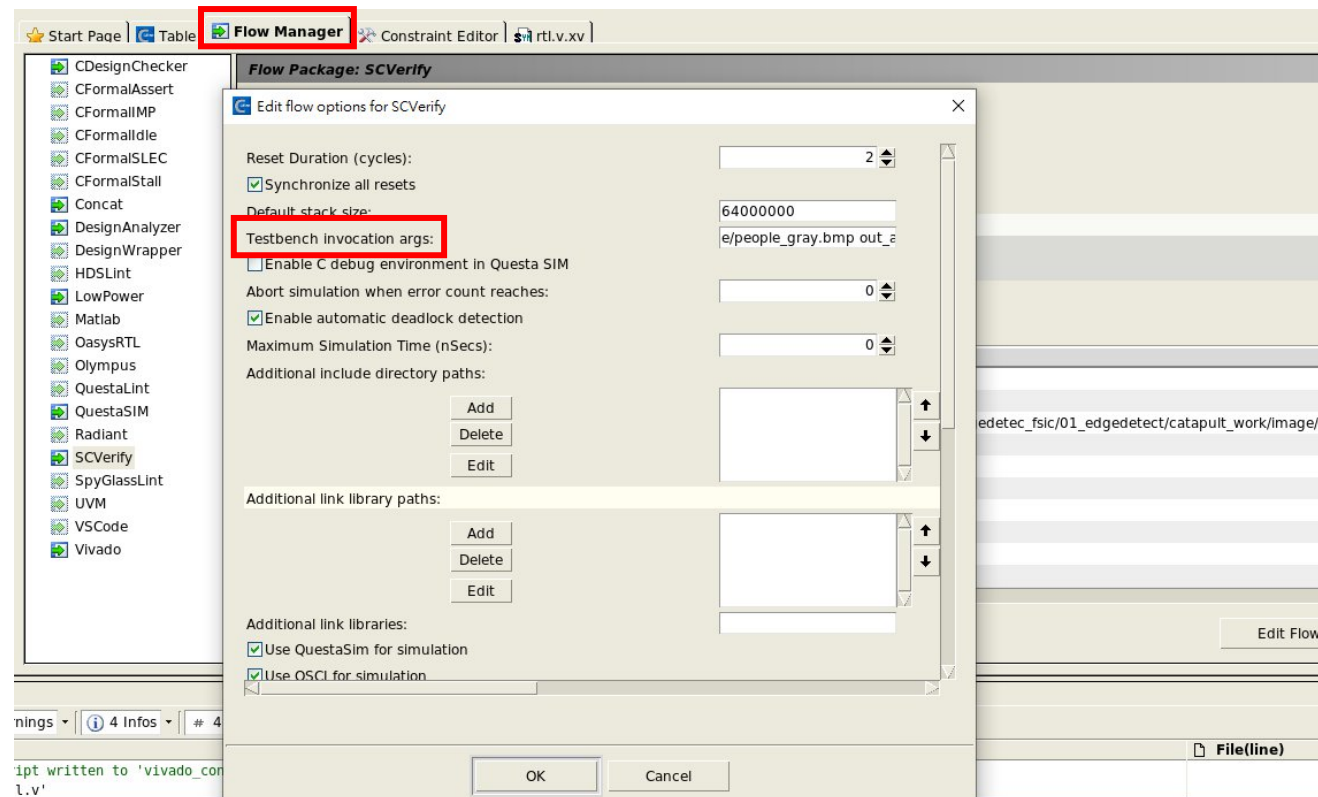 Start Page
Table
Flow Manager
Constraint Editor
rtl.v.xv
CDesignChecker
CFormalAssert
CFormalIMP
CFormalIdle
CFormalSLEC
CFormalStall
Concat
DesignAnalyzer
DesignWrapper
HDSLint
LowPower
Matlab
OasysRTL
Olympus
QuestaLint
QuestaSIM
Radiant
SCVerify
SpyGlassLint
UVM
VSCode
Vivado
Flow Package: SCVerify
Edit flow options for SCVerify
Reset Duration (cycles): 2
Synchronize all resets
Default stack size: 64000000
Testbench invocation args: e/people_gray.bmp out_a
Enable C debug environment in Questa SIM
Abort simulation when error count reaches: 0
Enable automatic deadlock detection
Maximum Simulation Time (nSecs): 0
Additional include directory paths:
Add
Delete
Edit
Additional link library paths:
Add
Delete
Edit
Additional link libraries:
Use QuestaSim for simulation
Use OSCI for simulation
OK Cancel
edetec_fsic/01_edgedetect/catapult_work/image/
Edit Flow
nings 4 Infos # 4
File(line)
ipt written to 'vivado_con
l.v'